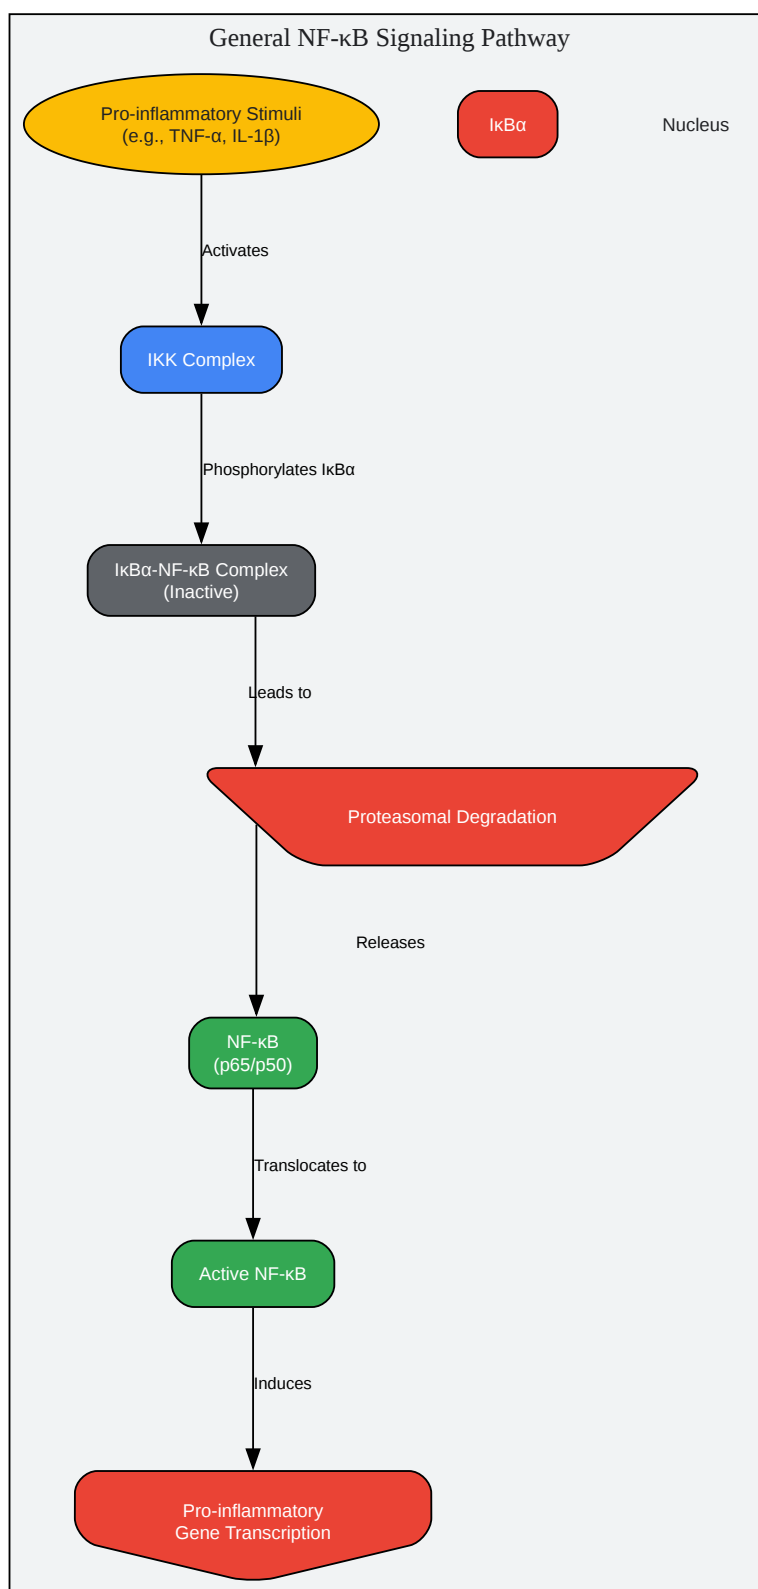 General NF-κB Signaling Pathway
Pro-inflammatory Stimuli
(e.g., TNF-α, IL-1β)
IκBα
Nucleus
Activates
IKK Complex
Phosphorylates IκBα
IκBα-NF-κB Complex
(Inactive)
Leads to
Proteasomal Degradation
Releases
NF-κB
(p65/p50)
Translocates to
Active NF-κB
Induces
Pro-inflammatory
Gene Transcription